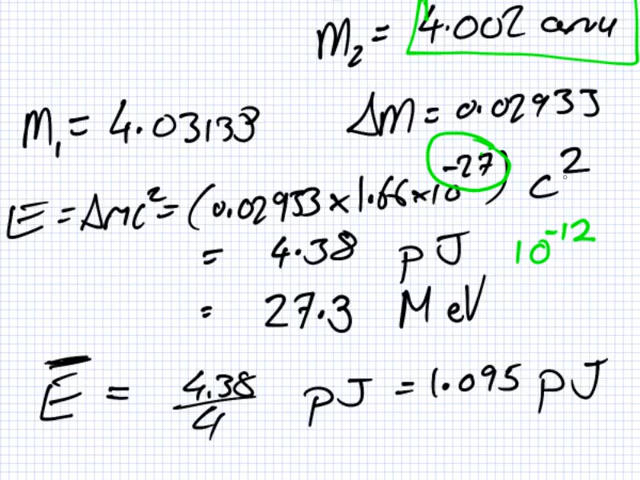 m₂ = 4.002 amu
m₁ = 4.03133 Δm = 0.02933
E = Δmc² = (0.02933 × 1.66 × 10⁻²⁷) c²
= 4.38 pJ 10⁻¹²
= 27.3 MeV
E̅ = 4.38/4 pJ = 1.095 pJ